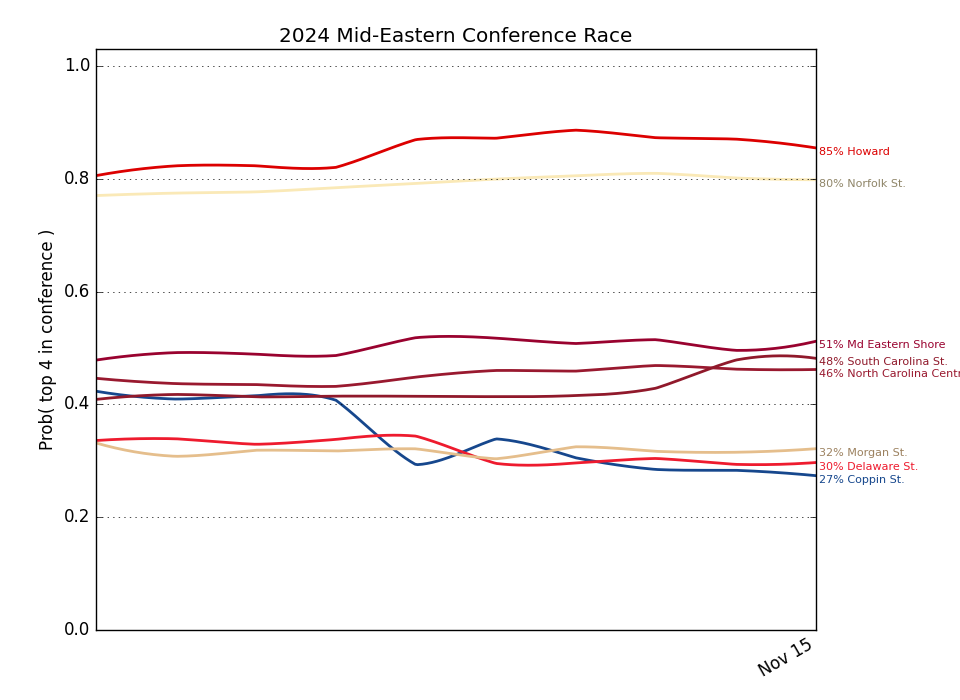 2024 Mid-Eastern Conference Race
Prob( top 4 in conference )
1.0
0.8
0.6
0.4
0.2
0.0
85% Howard
80% Norfolk St.
51% Md Eastern Shore
48% South Carolina St.
46% North Carolina Centr
32% Morgan St.
30% Delaware St.
27% Coppin St.
Nov 15